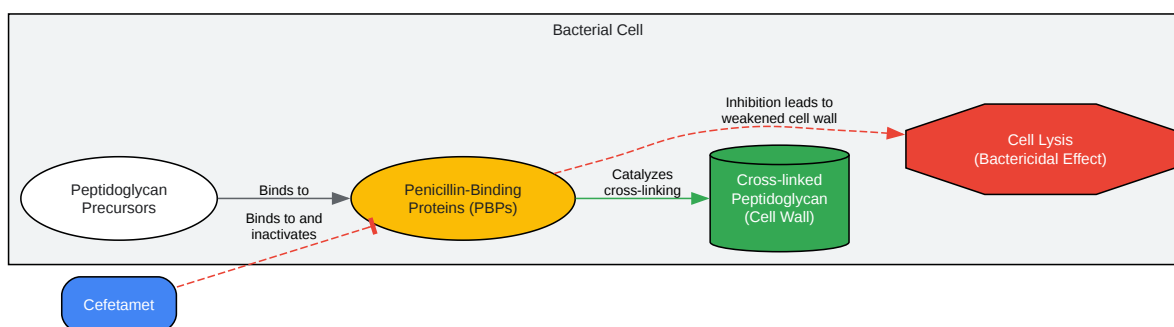 Bacterial Cell
Inhibition leads to
weakened cell wall
Cell Lysis
(Bactericidal Effect)
Peptidoglycan
Precursors
Binds to
Penicillin-Binding
Proteins (PBPs)
Catalyzes
cross-linking
Cross-linked
Peptidoglycan
(Cell Wall)
Binds to and
inactivates
Cefetamet